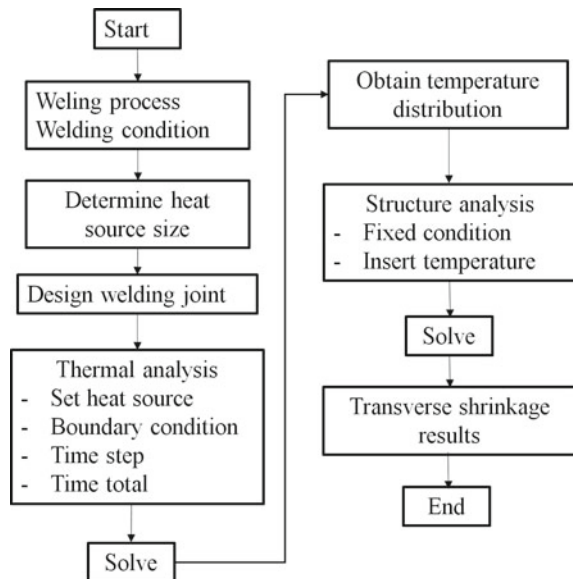 Start
Weling process
Welding condition
Determine heat
source size
Design welding joint
Thermal analysis
- Set heat source
- Boundary condition
- Time step
- Time total
Solve
Obtain temperature
distribution
Structure analysis
- Fixed condition
- Insert temperature
Solve
Transverse shrinkage
results
End